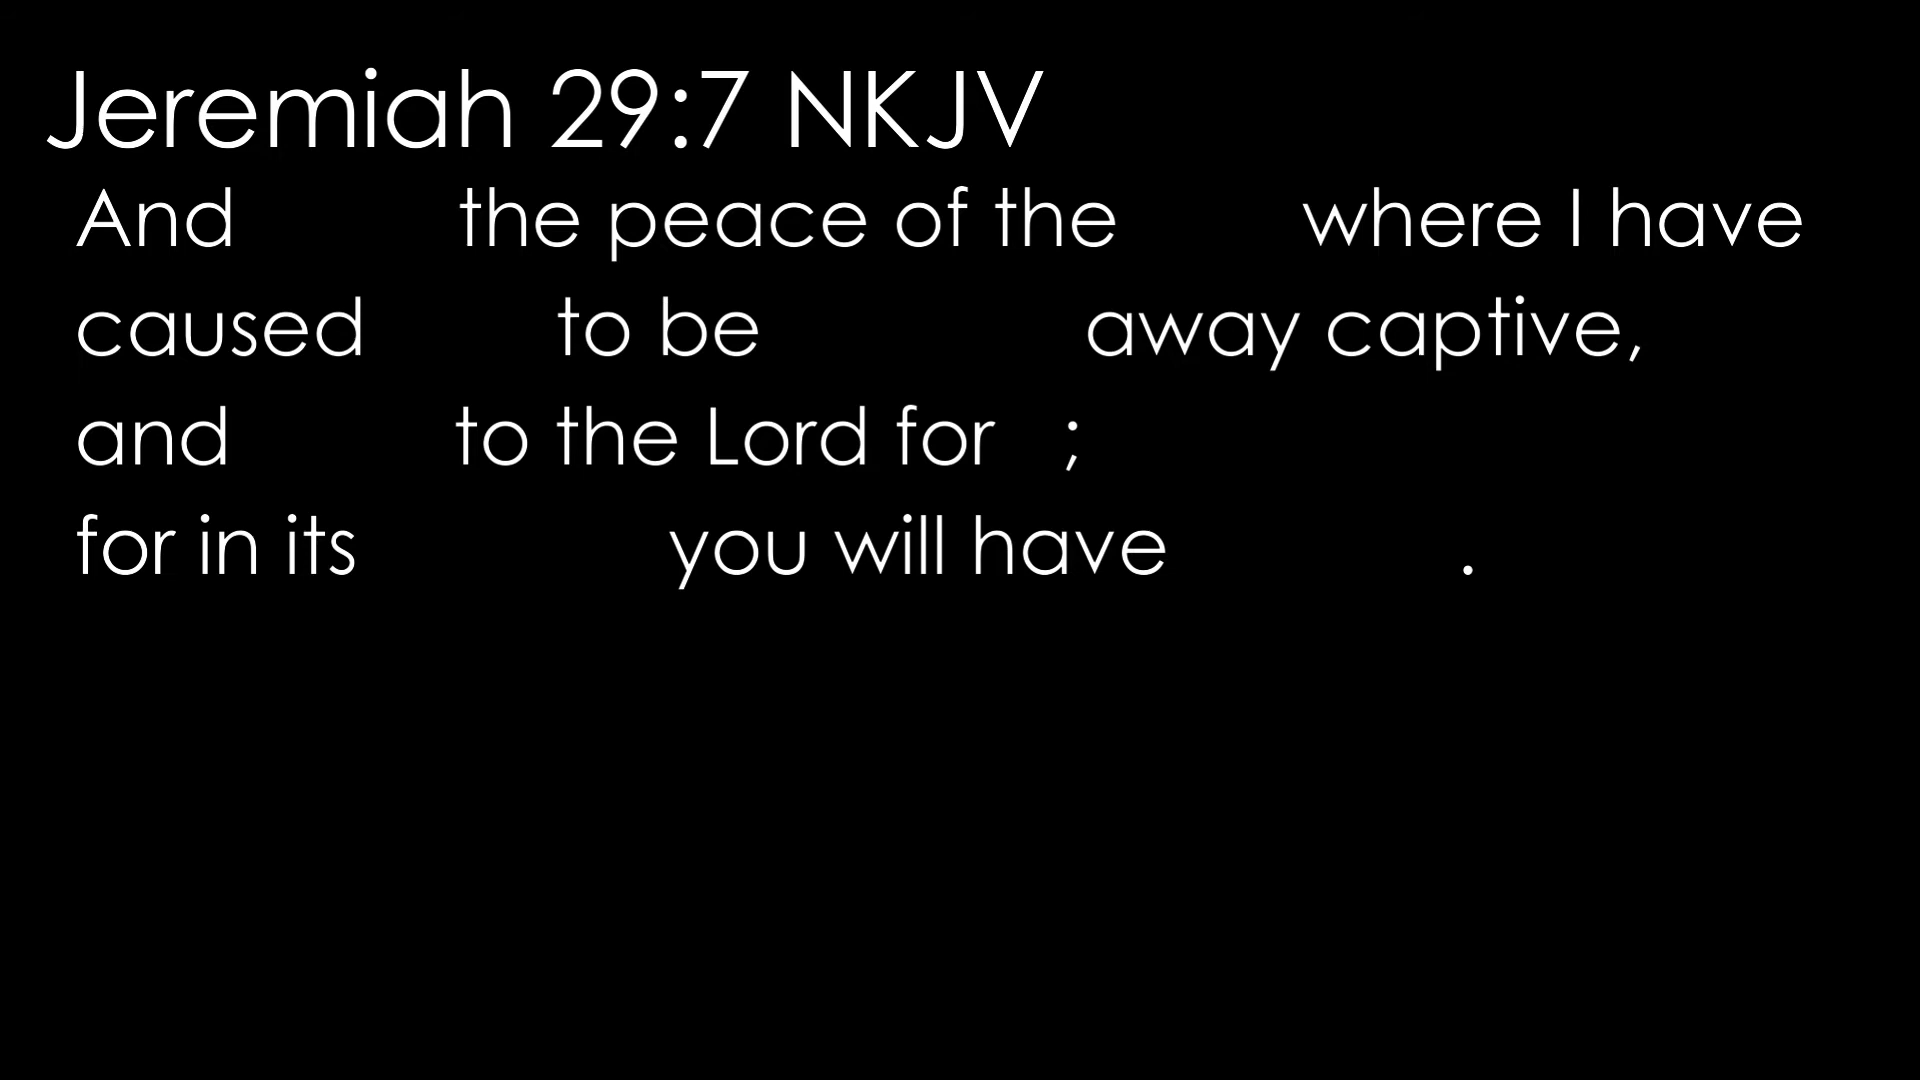 Jeremiah 29:7 NKJV
And the peace of the where I have
caused to be away captive,
and to the Lord for ;
for in its you will have .